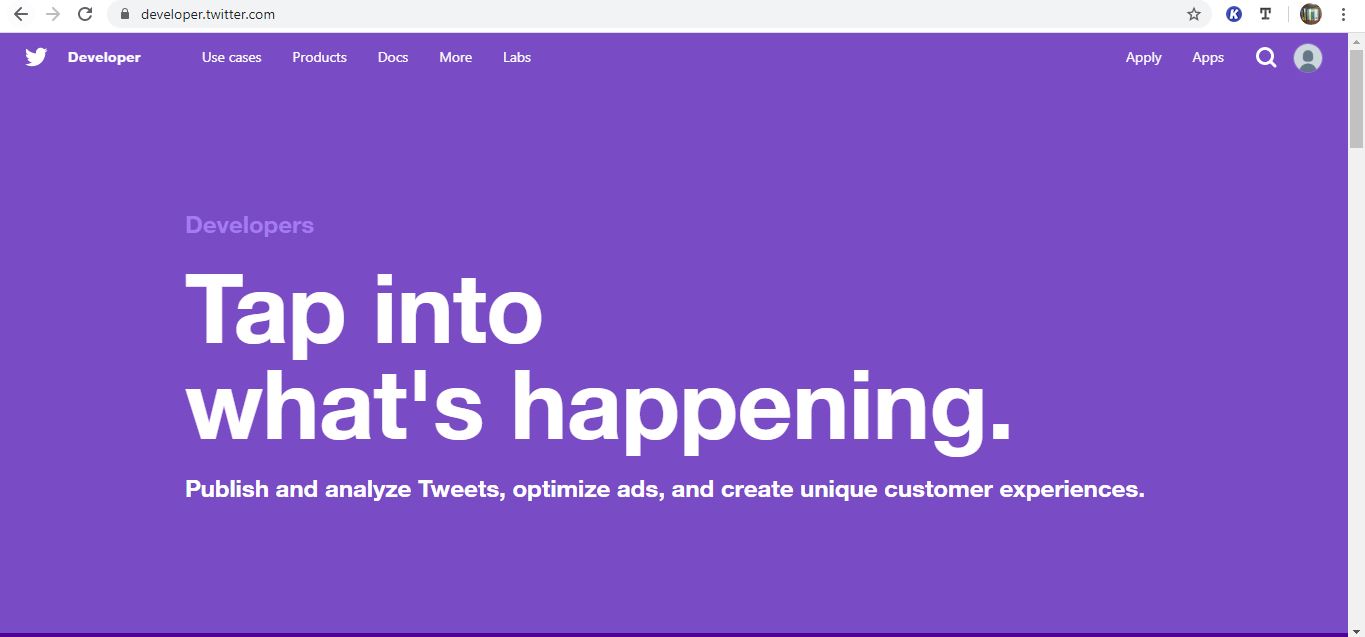 developer.twitter.com
K T
Developer Use cases Products Docs More Labs Apply Apps
Developers
Tap into
what's happening.
Publish and analyze Tweets, optimize ads, and create unique customer experiences.